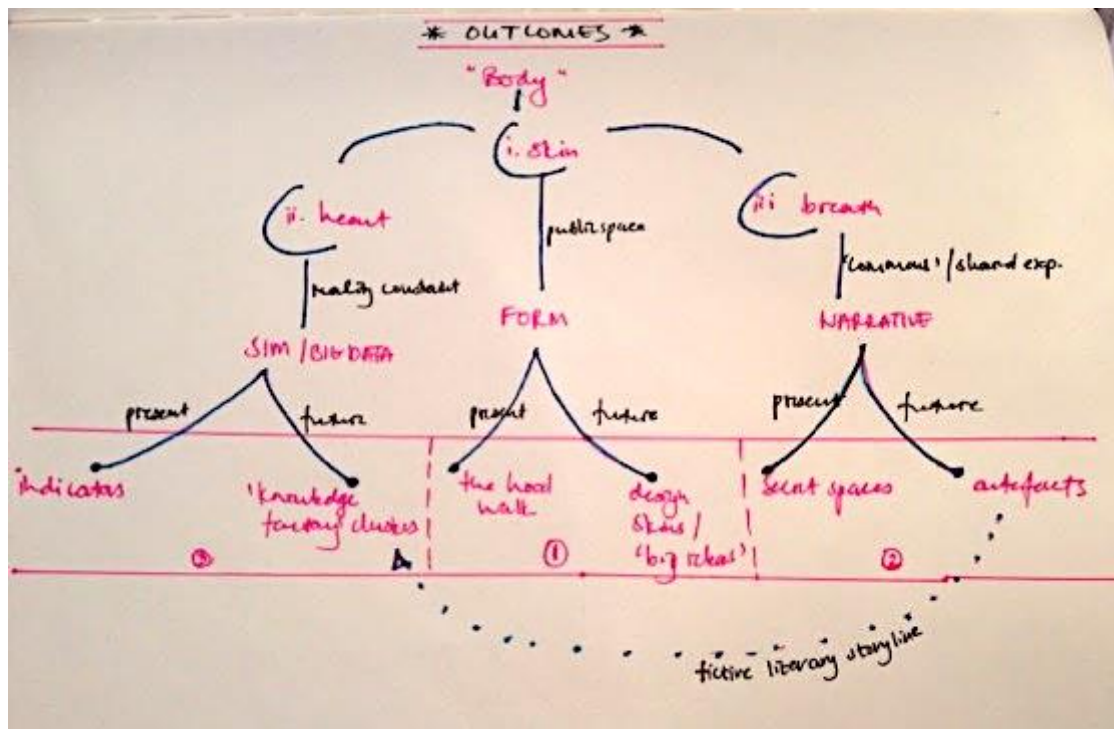 * OUTCOMES *
"Body"
i. skin
ii. heart
iii breath
public space
reality constant
'commons' / shared exp.
FORM
NARRATIVE
SIM / BIG DATA
present
future
present
future
present
future
indicators
'knowledge
factory' clusters
the hood
walk
design
skins /
'big ideas'
secret spaces
artefacts
③
①
②
fictive literary storyline